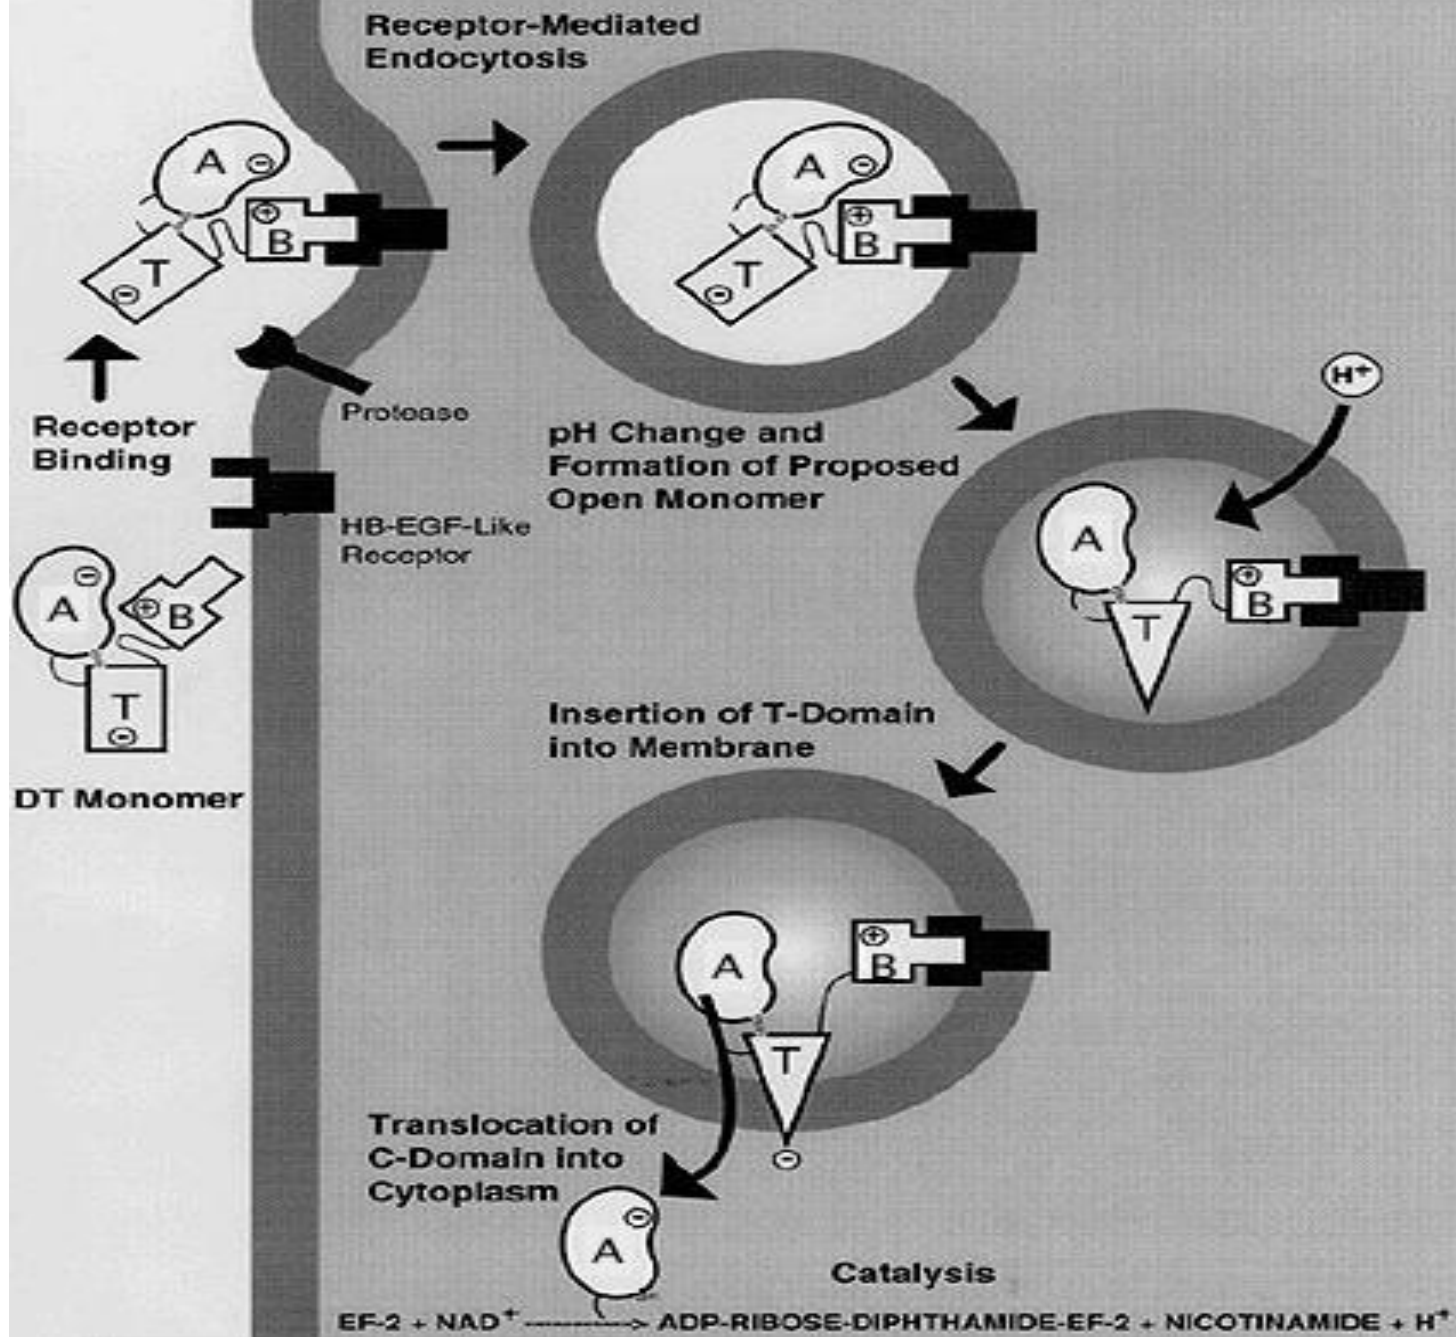 Receptor-Mediated
Endocytosis
A
⊖
⊕
B
T
⊖
A
⊖
⊕
B
T
⊖
Receptor
Binding
Protease
HB-EGF-Like
Receptor
pH Change and
Formation of Proposed
Open Monomer
H+
A
T
⊕
B
A
⊖
⊕
B
T
⊖
DT Monomer
Insertion of T-Domain
into Membrane
A
⊕
B
T
⊖
Translocation of
C-Domain into
Cytoplasm
⊖
A
Catalysis
EF-2 + NAD+ ----------> ADP-RIBOSE-DIPHTHAMIDE-EF-2 + NICOTINAMIDE + H+